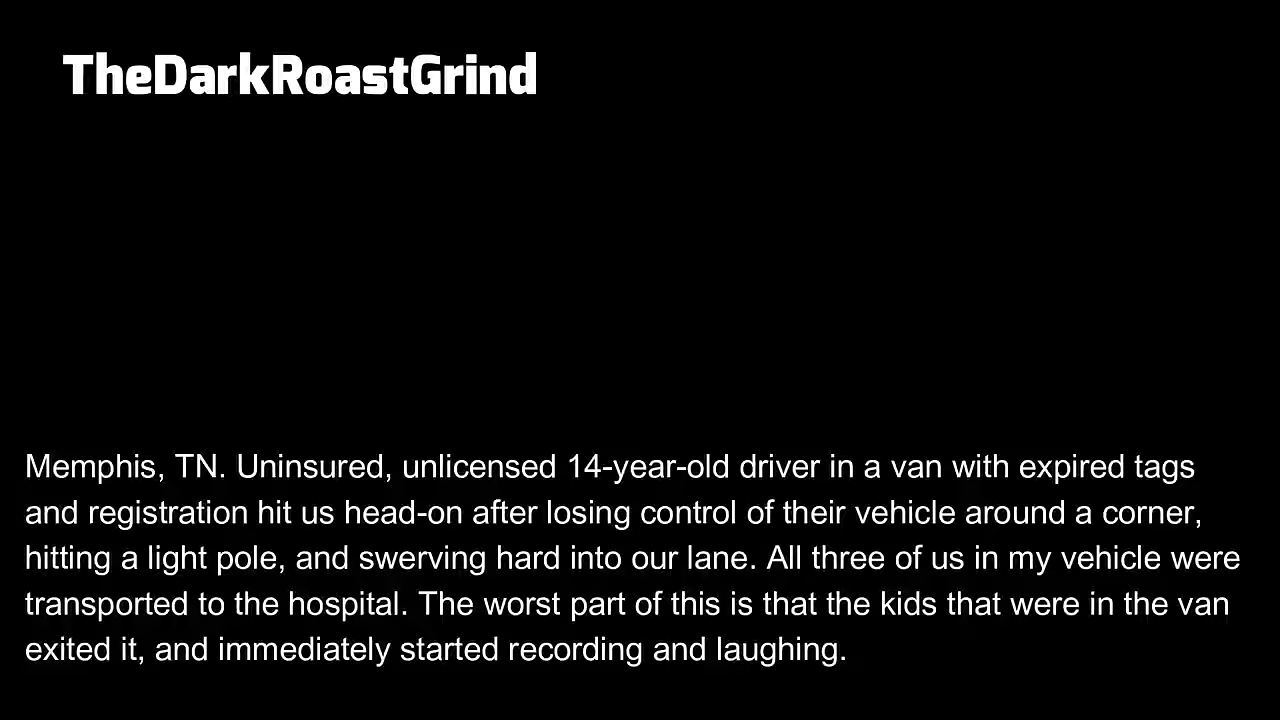 TheDarkRoastGrind
Memphis, TN. Uninsured, unlicensed 14-year-old driver in a van with expired tags
and registration hit us head-on after losing control of their vehicle around a corner,
hitting a light pole, and swerving hard into our lane. All three of us in my vehicle were
transported to the hospital. The worst part of this is that the kids that were in the van
exited it, and immediately started recording and laughing.